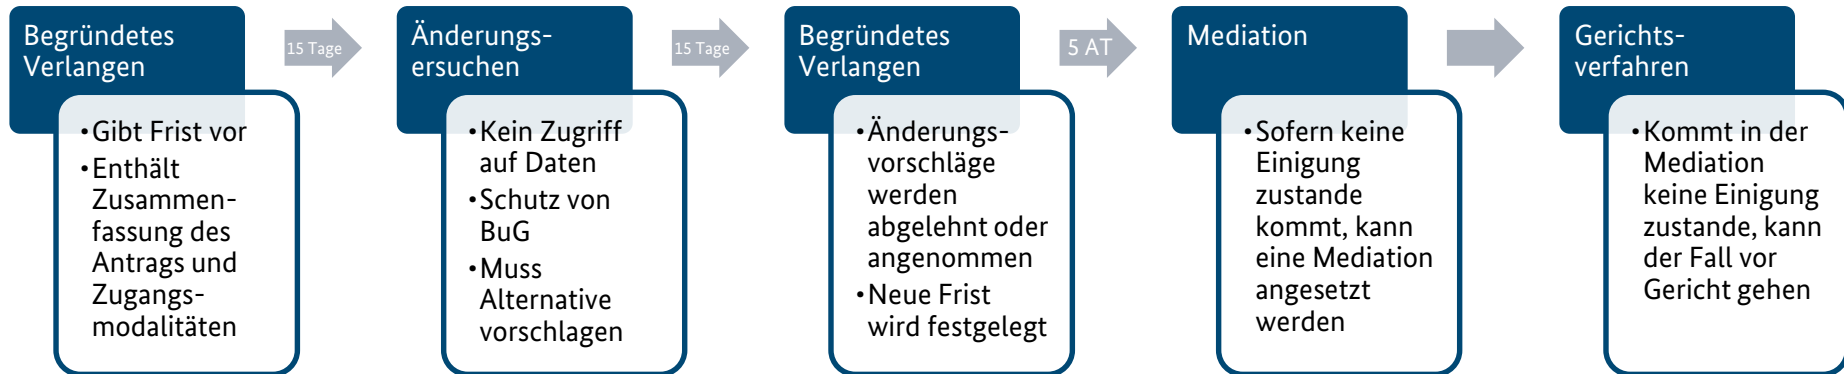 Begründetes
Verlangen
•Gibt Frist vor
•Enthält
Zusammen-
fassung des
Antrags und
Zugangs-
modalitäten
15 Tage
Änderungs-
ersuchen
•Kein Zugriff
auf Daten
•Schutz von
BuG
•Muss
Alternative
vorschlagen
15 Tage
Begründetes
Verlangen
•Änderungs-
vorschläge
werden
abgelehnt oder
angenommen
•Neue Frist
wird festgelegt
5 AT
Mediation
•Sofern keine
Einigung
zustande
kommt, kann
eine Mediation
angesetzt
werden
Gerichts-
verfahren
•Kommt in der
Mediation
keine Einigung
zustande, kann
der Fall vor
Gericht gehen